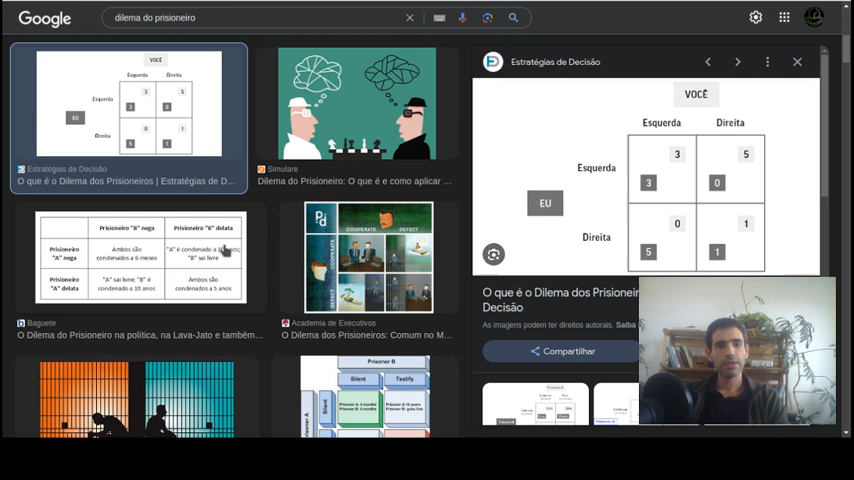 Google
dilema do prisioneiro
VOCÊ
Esquerda
Direita
Esquerda
3
5
3
0
EU
Direita
0
1
5
1
Estratégias de Decisão
O que é o Dilema dos Prisioneiros | Estratégias de D...
Simulare
Dilema do Prisioneiro: O que é e como aplicar ...
Prisioneiro "B" nega
Prisioneiro "B" delata
Prisioneiro
"A" nega
Ambos são
condenados a 6 meses
"A" é condenado a
"B" sai livre
Prisioneiro
"A" delata
"A" sai livre; "B" é
condenado a 10 anos
Ambos são
condenados a 5 anos
Baguete
O Dilema do Prisioneiro na política, na Lava-Jato e também...
COOPERATE
DEFECT
COOPERATE
DEFECT
Academia de Executivos
O Dilema dos Prisioneiros: Comum no M...
Prisoner B
Silent
Testify
Prisoner A
Silent
Estratégias de Decisão
VOCÊ
Esquerda
Direita
Esquerda
3
5
3
0
EU
Direita
0
1
5
1
O que é o Dilema dos Prisioneir
Decisão
As imagens podem ter direitos autorais. Saiba
Compartilhar